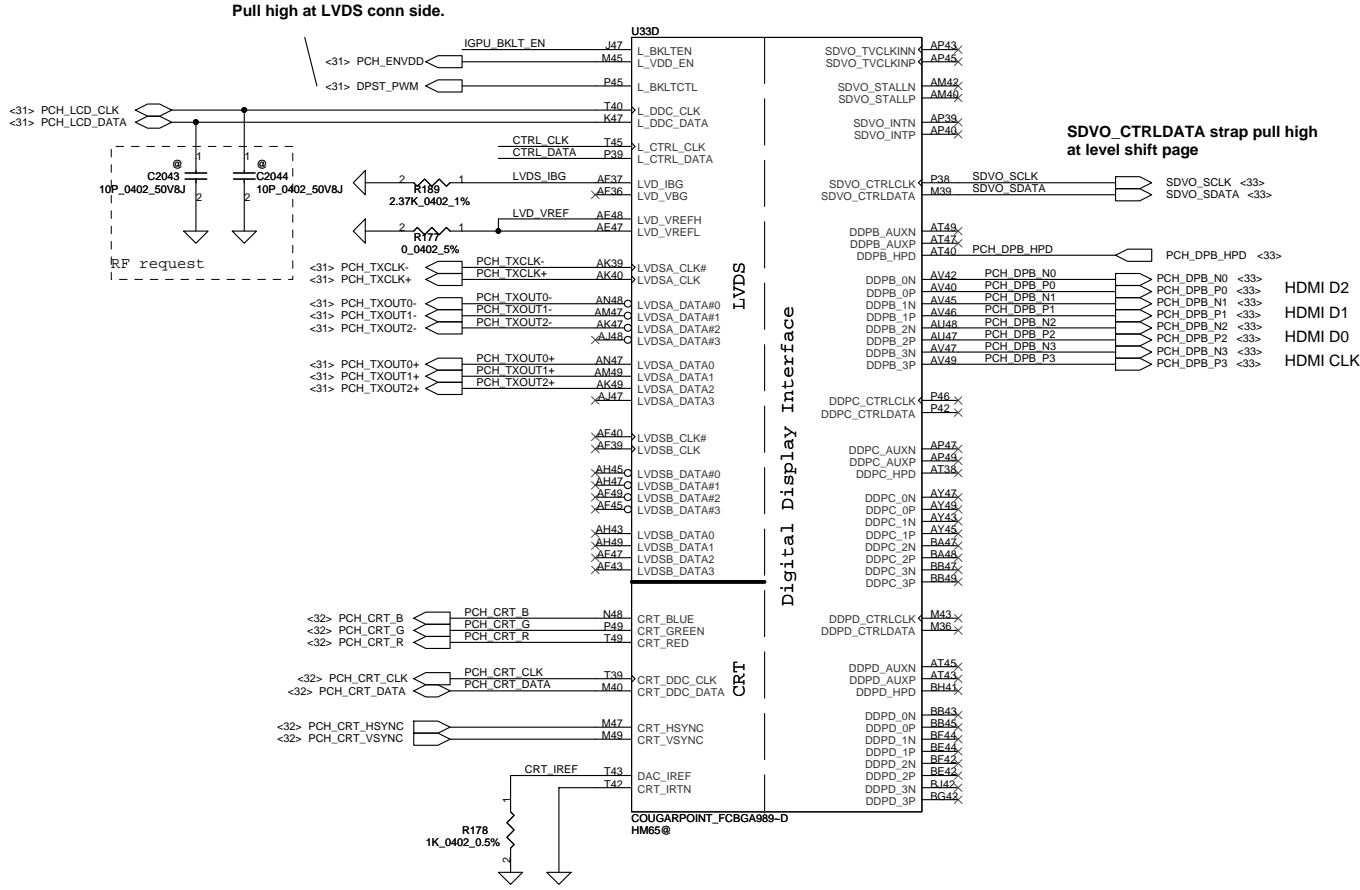 Pull high at LVDS conn side.
U33D
IGPU_BKLT_EN J47 L_BKLTEN
<31> PCH_ENVDD M45 L_VDD_EN
<31> DPST_PWM P45 L_BKLTCTL
<31> PCH_LCD_CLK T40 L_DDC_CLK
<31> PCH_LCD_DATA K47 L_DDC_DATA
CTRL_CLK T45 L_CTRL_CLK
CTRL_DATA P39 L_CTRL_DATA
@ 1 C2043 10P_0402_50V8J 2
@ 1 C2044 10P_0402_50V8J 2
RF request
2 R189 1 2.37K_0402_1% LVDS_IBG AF37 LVD_IBG
AF36 LVD_VBG
LVD_VREF AE48 LVD_VREFH
2 R177 1 0_0402_5% AE47 LVD_VREFL
<31> PCH_TXCLK- PCH_TXCLK- AK39 LVDSA_CLK#
<31> PCH_TXCLK+ PCH_TXCLK+ AK40 LVDSA_CLK
<31> PCH_TXOUT0- PCH_TXOUT0- AN48 LVDSA_DATA#0
<31> PCH_TXOUT1- PCH_TXOUT1- AM47 LVDSA_DATA#1
<31> PCH_TXOUT2- PCH_TXOUT2- AK47 LVDSA_DATA#2
AJ48 LVDSA_DATA#3
<31> PCH_TXOUT0+ PCH_TXOUT0+ AN47 LVDSA_DATA0
<31> PCH_TXOUT1+ PCH_TXOUT1+ AM49 LVDSA_DATA1
<31> PCH_TXOUT2+ PCH_TXOUT2+ AK49 LVDSA_DATA2
AJ47 LVDSA_DATA3
AF40 LVDSB_CLK#
AF39 LVDSB_CLK
AH45 LVDSB_DATA#0
AH47 LVDSB_DATA#1
AF49 LVDSB_DATA#2
AF45 LVDSB_DATA#3
AH43 LVDSB_DATA0
AH49 LVDSB_DATA1
AF47 LVDSB_DATA2
AF43 LVDSB_DATA3
<32> PCH_CRT_B PCH_CRT_B N48 CRT_BLUE
<32> PCH_CRT_G PCH_CRT_G P49 CRT_GREEN
<32> PCH_CRT_R PCH_CRT_R T49 CRT_RED
<32> PCH_CRT_CLK PCH_CRT_CLK T39 CRT_DDC_CLK
<32> PCH_CRT_DATA PCH_CRT_DATA M40 CRT_DDC_DATA
<32> PCH_CRT_HSYNC M47 CRT_HSYNC
<32> PCH_CRT_VSYNC M49 CRT_VSYNC
CRT_IREF T43 DAC_IREF
T42 CRT_IRTN
1 R178 1K_0402_0.5% 2
LVDS
CRT
Digital Display Interface
SDVO_TVCLKINN AP43
SDVO_TVCLKINP AP45
SDVO_STALLN AM42
SDVO_STALLP AM40
SDVO_INTN AP39
SDVO_INTP AP40
SDVO_CTRLDATA strap pull high
at level shift page
SDVO_CTRLCLK P38 SDVO_SCLK SDVO_SCLK <33>
SDVO_CTRLDATA M39 SDVO_SDATA SDVO_SDATA <33>
DDPB_AUXN AT49
DDPB_AUXP AT47
DDPB_HPD AT40 PCH_DPB_HPD PCH_DPB_HPD <33>
DDPB_0N AV42 PCH_DPB_N0 PCH_DPB_N0 <33>
DDPB_0P AV40 PCH_DPB_P0 PCH_DPB_P0 <33> HDMI D2
DDPB_1N AV45 PCH_DPB_N1 PCH_DPB_N1 <33>
DDPB_1P AV46 PCH_DPB_P1 PCH_DPB_P1 <33> HDMI D1
DDPB_2N AU48 PCH_DPB_N2 PCH_DPB_N2 <33>
DDPB_2P AU47 PCH_DPB_P2 PCH_DPB_P2 <33> HDMI D0
DDPB_3N AV47 PCH_DPB_N3 PCH_DPB_N3 <33>
DDPB_3P AV49 PCH_DPB_P3 PCH_DPB_P3 <33> HDMI CLK
DDPC_CTRLCLK P46
DDPC_CTRLDATA P42
DDPC_AUXN AP47
DDPC_AUXP AP49
DDPC_HPD AT38
DDPC_0N AY47
DDPC_0P AY49
DDPC_1N AY43
DDPC_1P AY45
DDPC_2N BA47
DDPC_2P BA48
DDPC_3N BB47
DDPC_3P BB49
DDPD_CTRLCLK M43
DDPD_CTRLDATA M36
DDPD_AUXN AT45
DDPD_AUXP AT43
DDPD_HPD BH41
DDPD_0N BB43
DDPD_0P BB45
DDPD_1N BF44
DDPD_1P BE44
DDPD_2N BF42
DDPD_2P BE42
DDPD_3N BJ42
DDPD_3P BG42
COUGARPOINT_FCBGA989~D
HM65@